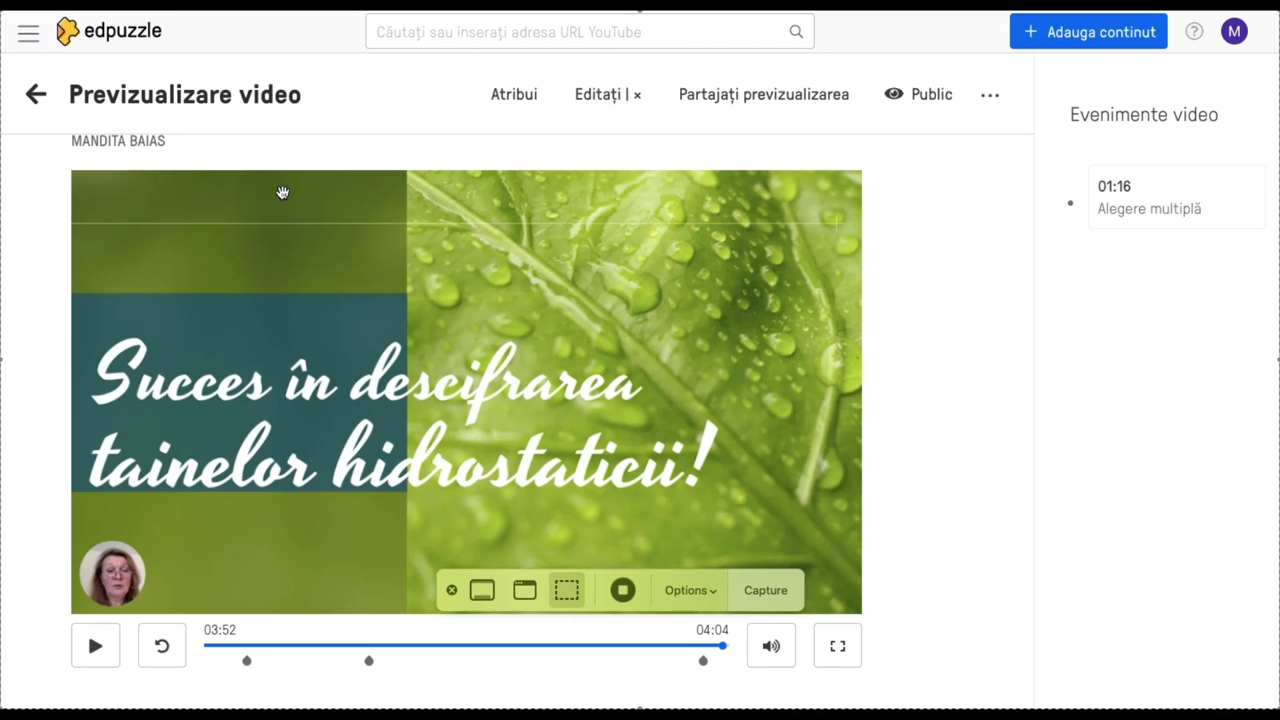 edpuzzle
Căutați sau inserați adresa URL YouTube
+ Adauga continut
?
M
Previzualizare video
Atribui
Editați | ×
Partajați previzualizarea
Public
...
MANDITA BAIAS
Evenimente video
01:16
Alegere multiplă
Succes în descifrarea
tainelor hidrostaticii!
Options
Capture
03:52
04:04